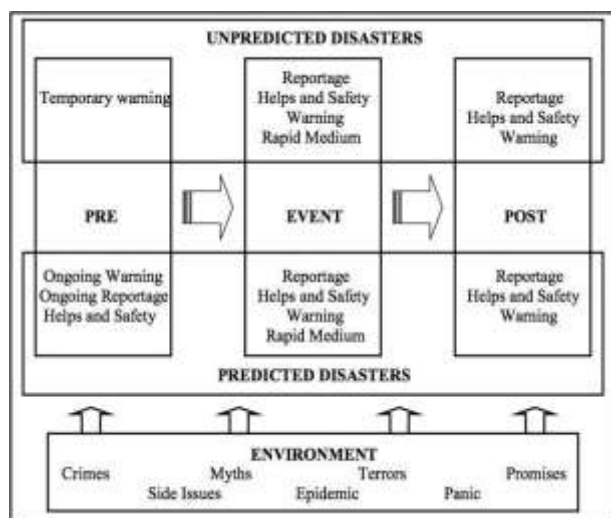 UNPREDICTED DISASTERS
Temporary warning
Reportage
Helps and Safety
Warning
Rapid Medium
Reportage
Helps and Safety
Warning
PRE
EVENT
POST
Ongoing Warning
Ongoing Reportage
Helps and Safety
Reportage
Helps and Safety
Warning
Rapid Medium
Reportage
Helps and Safety
Warning
PREDICTED DISASTERS
ENVIRONMENT
Crimes Myths Terrors Promises
Side Issues Epidemic Panic